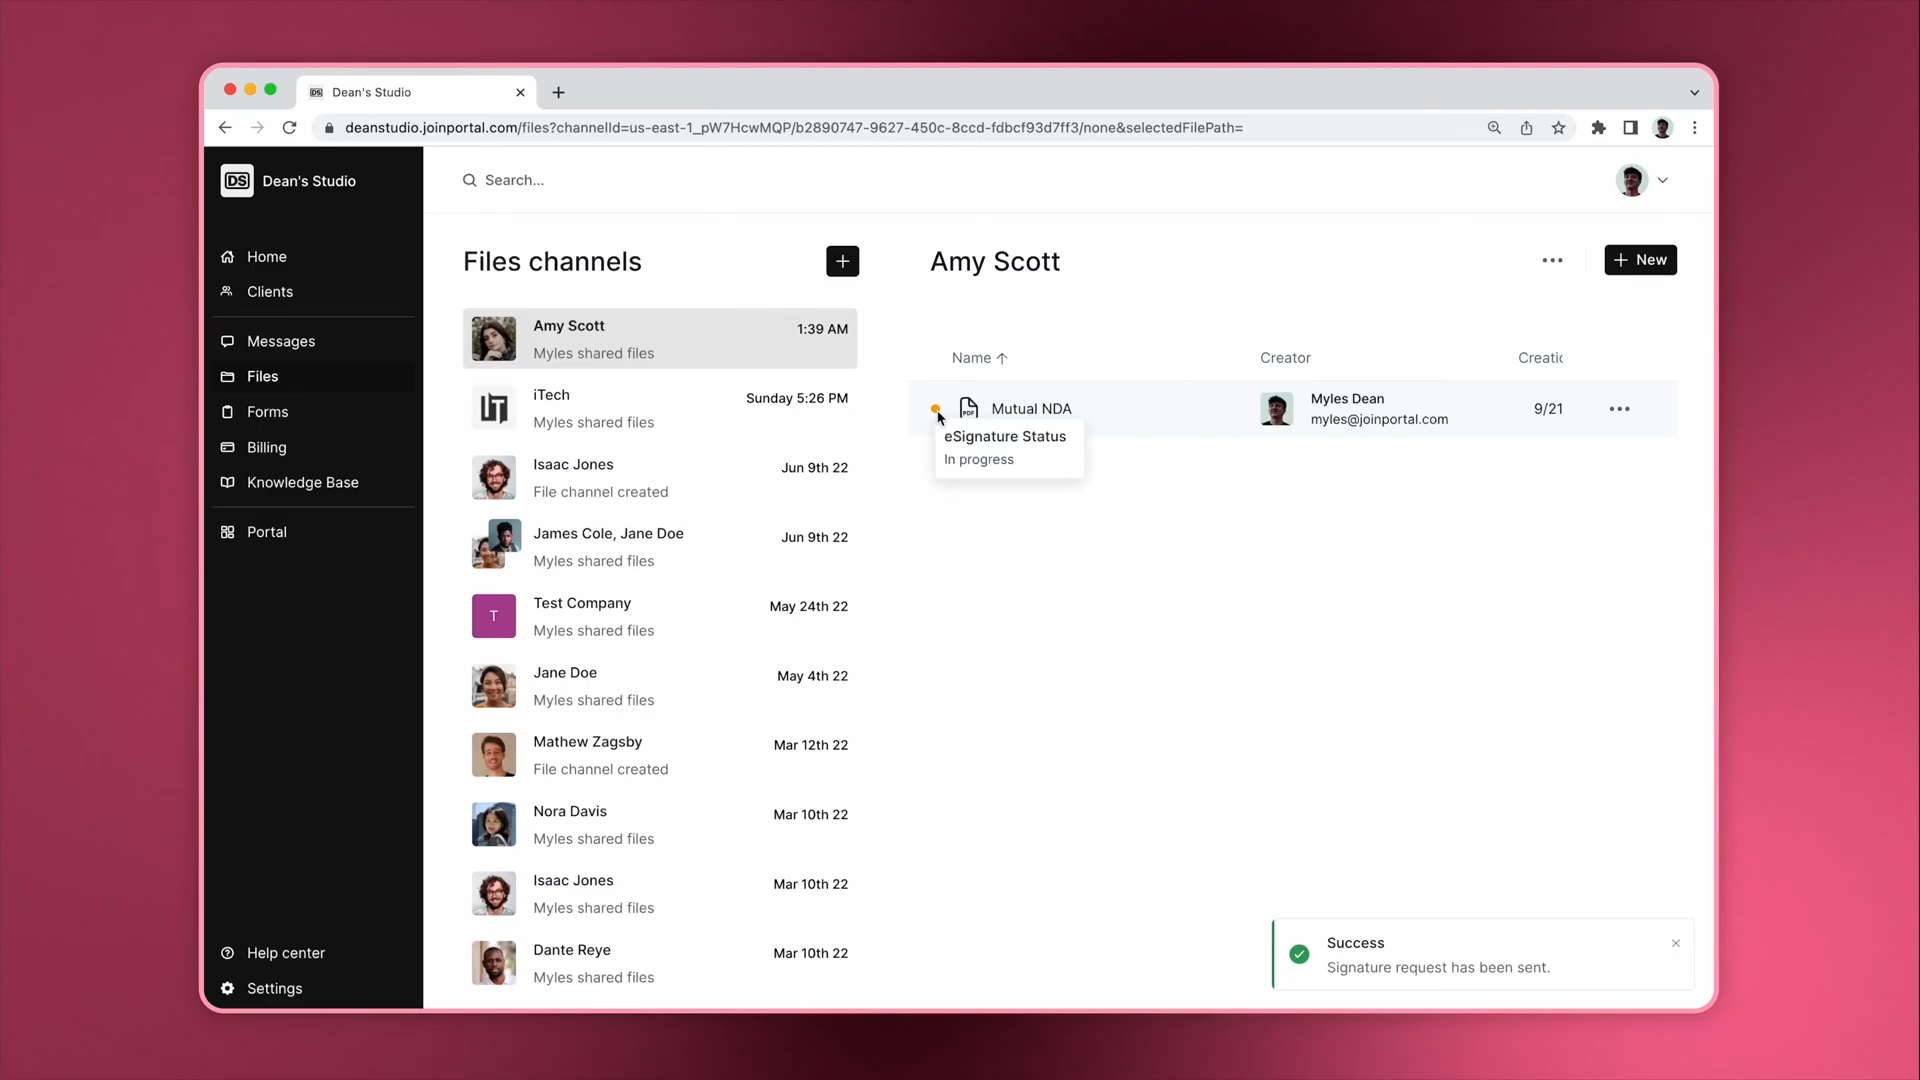 Dean's Studio
deanstudio.joinportal.com/files?channelId=us-east-1_pW7HcwMQP/b2890747-9627-450c-8ccd-fdbcf93d7ff3/none&selectedFilePath=
DS Dean's Studio
Home
Clients
Messages
Files
Forms
Billing
Knowledge Base
Portal
Help center
Settings
Search...
Files channels
Amy Scott 1:39 AM
Myles shared files
iTech Sunday 5:26 PM
Myles shared files
Isaac Jones Jun 9th 22
File channel created
James Cole, Jane Doe Jun 9th 22
Myles shared files
T
Test Company May 24th 22
Myles shared files
Jane Doe May 4th 22
Myles shared files
Mathew Zagsby Mar 12th 22
File channel created
Nora Davis Mar 10th 22
Myles shared files
Isaac Jones Mar 10th 22
Myles shared files
Dante Reye Mar 10th 22
Myles shared files
Amy Scott
New
Name Creator Creatic
PDF Mutual NDA
Myles Dean
myles@joinportal.com
9/21
eSignature Status
In progress
Success
Signature request has been sent.